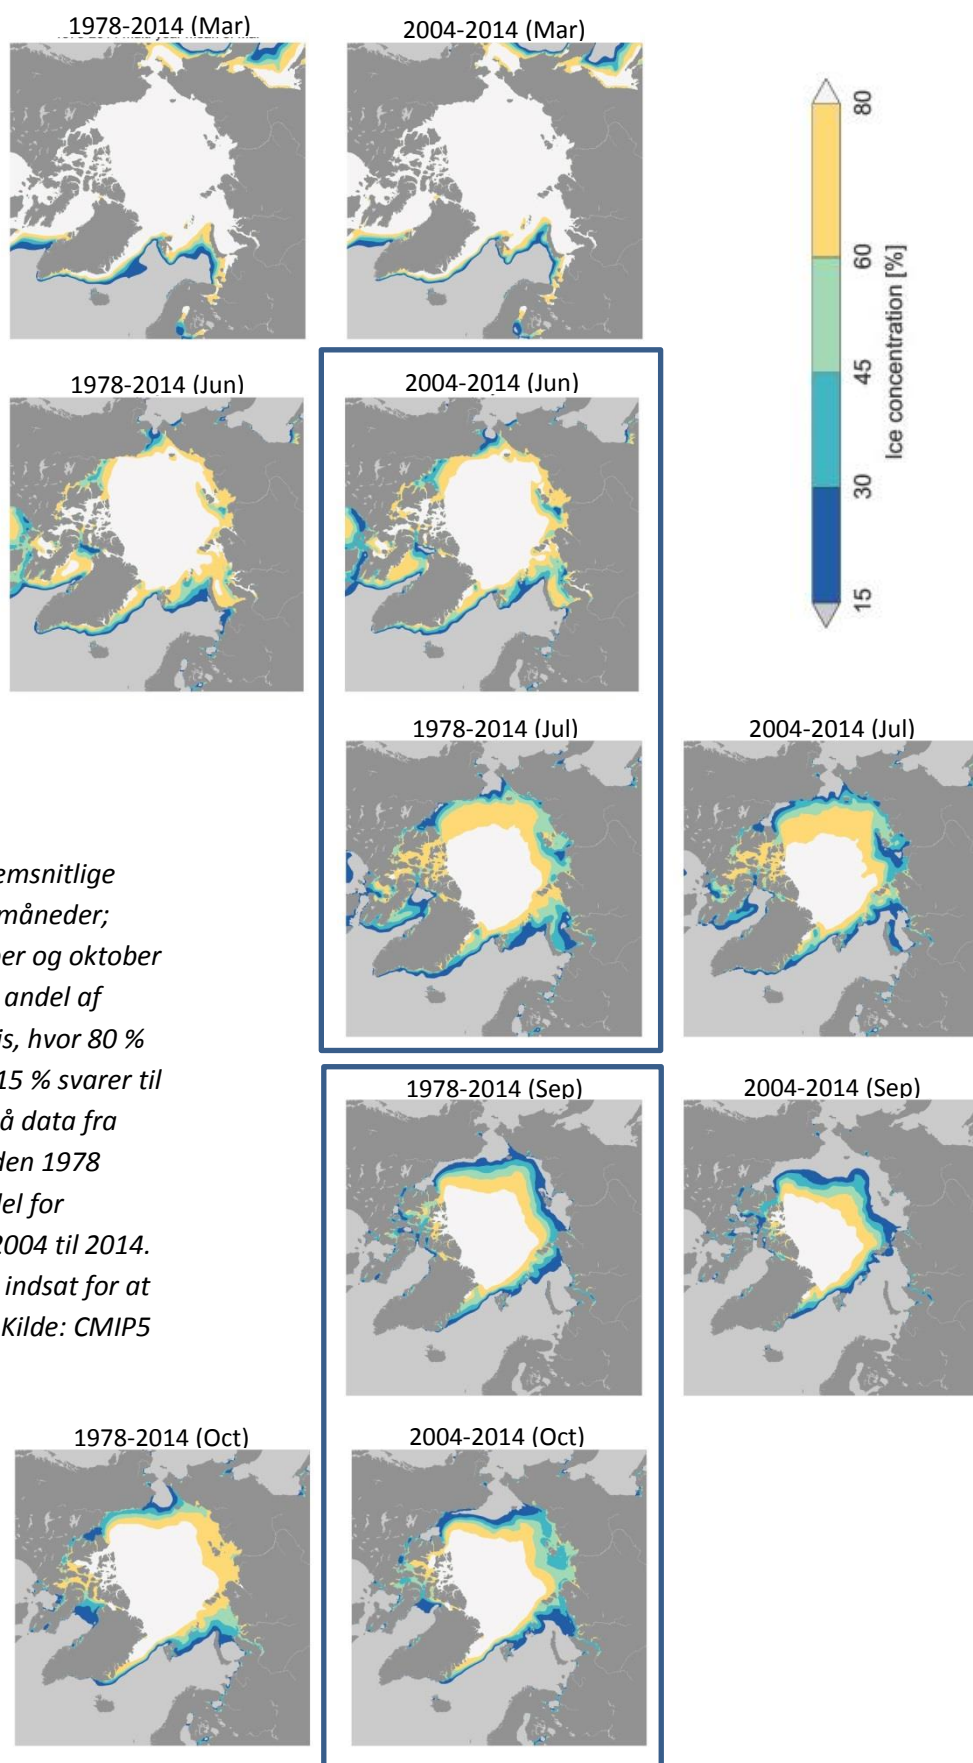 1978-2014 (Mar)
2004-2014 (Mar)
80
60
45
30
15
Ice concentration [%]
1978-2014 (Jun)
2004-2014 (Jun)
1978-2014 (Jul)
2004-2014 (Jul)
emsnitlige
måneder;
er og oktober
andel af
is, hvor 80 %
15 % svarer til
å data fra
den 1978
del for
2004 til 2014.
indsat for at
Kilde: CMIP5
1978-2014 (Sep)
2004-2014 (Sep)
1978-2014 (Oct)
2004-2014 (Oct)